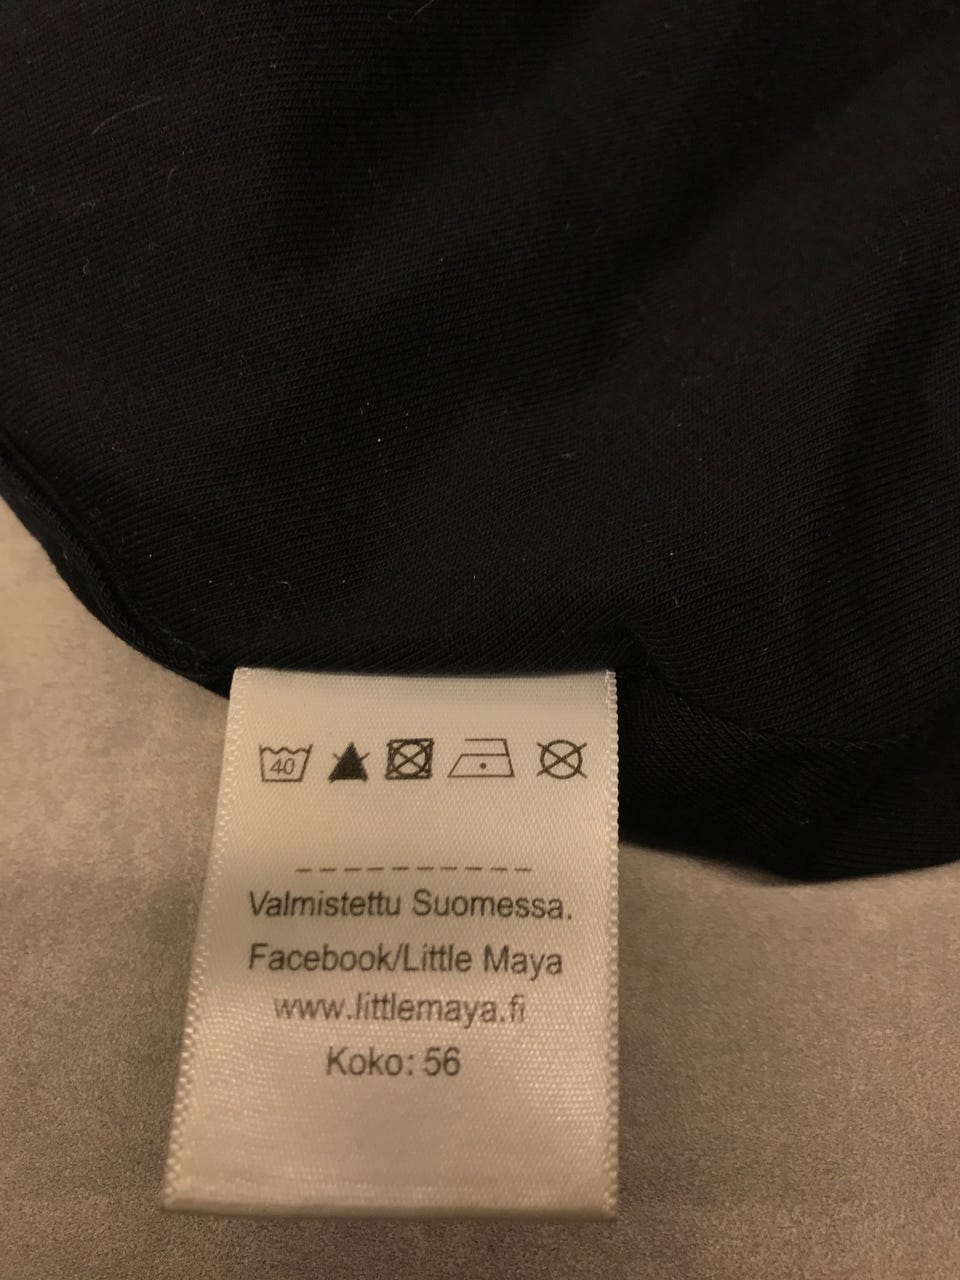 40
Valmistettu Suomessa.
Facebook/Little Maya
www.littlemaya.fi
Koko: 56